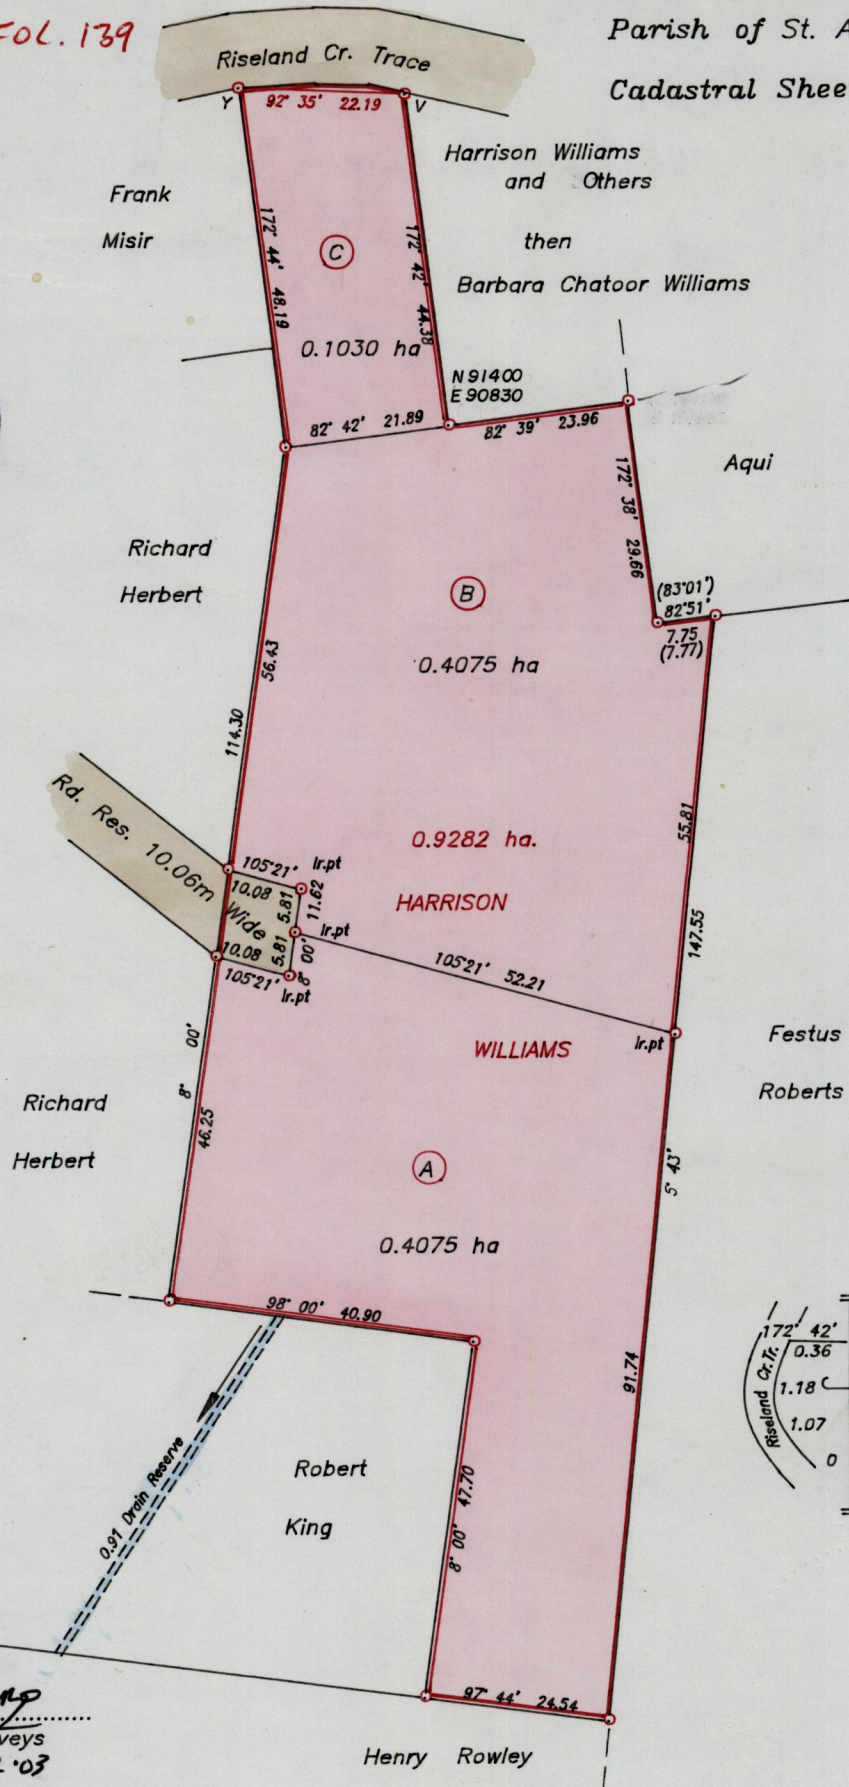 FOL. 139
Parish of St. A
Cadastral Shee
Riseland Cr. Trace
Y
92° 35' 22.19
V
Harrison Williams
and Others
then
Barbara Chatoor Williams
Frank
Misir
172° 44' 48.19
C
172° 42' 44.38
0.1030 ha
N 91400
E 90830
82° 42' 21.89
82° 39' 23.96
Aqui
172° 38' 29.66
Richard
Herbert
B
(83°01')
82°51'
7.75
(7.77)
0.4075 ha
56.43
114.30
Rd. Res. 10.06m Wide
0.9282 ha.
55.81
105°21' Ir.pt
10.08
5.81
11.62
HARRISON
Ir.pt
10.08
5.81
8° 00'
105°21'
Ir.pt
105°21' 52.21
147.55
WILLIAMS
Ir.pt
Festus
Roberts
8° 00'
Richard
Herbert
46.25
A
5° 43'
0.4075 ha
98° 00' 40.90
91.74
172° 42'
0.36
Riseland Cr.Tr.
1.18 C
1.07
0
0.91 Drain Reserve
Robert
King
8° 00' 47.70
97° 44' 24.54
veys
2.03
Henry Rowley